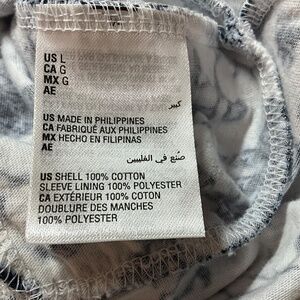 US L
CA G
MX G
AE
كبير
US MADE IN PHILIPPINES
CA FABRIQUÉ AUX PHILIPPINES
MX HECHO EN FILIPINAS
AE
صنع في الفلبين
US SHELL 100% COTTON
SLEEVE LINING 100% POLYESTER
CA EXTÉRIEUR 100% COTON
DOUBLURE DES MANCHES
100% POLYESTER